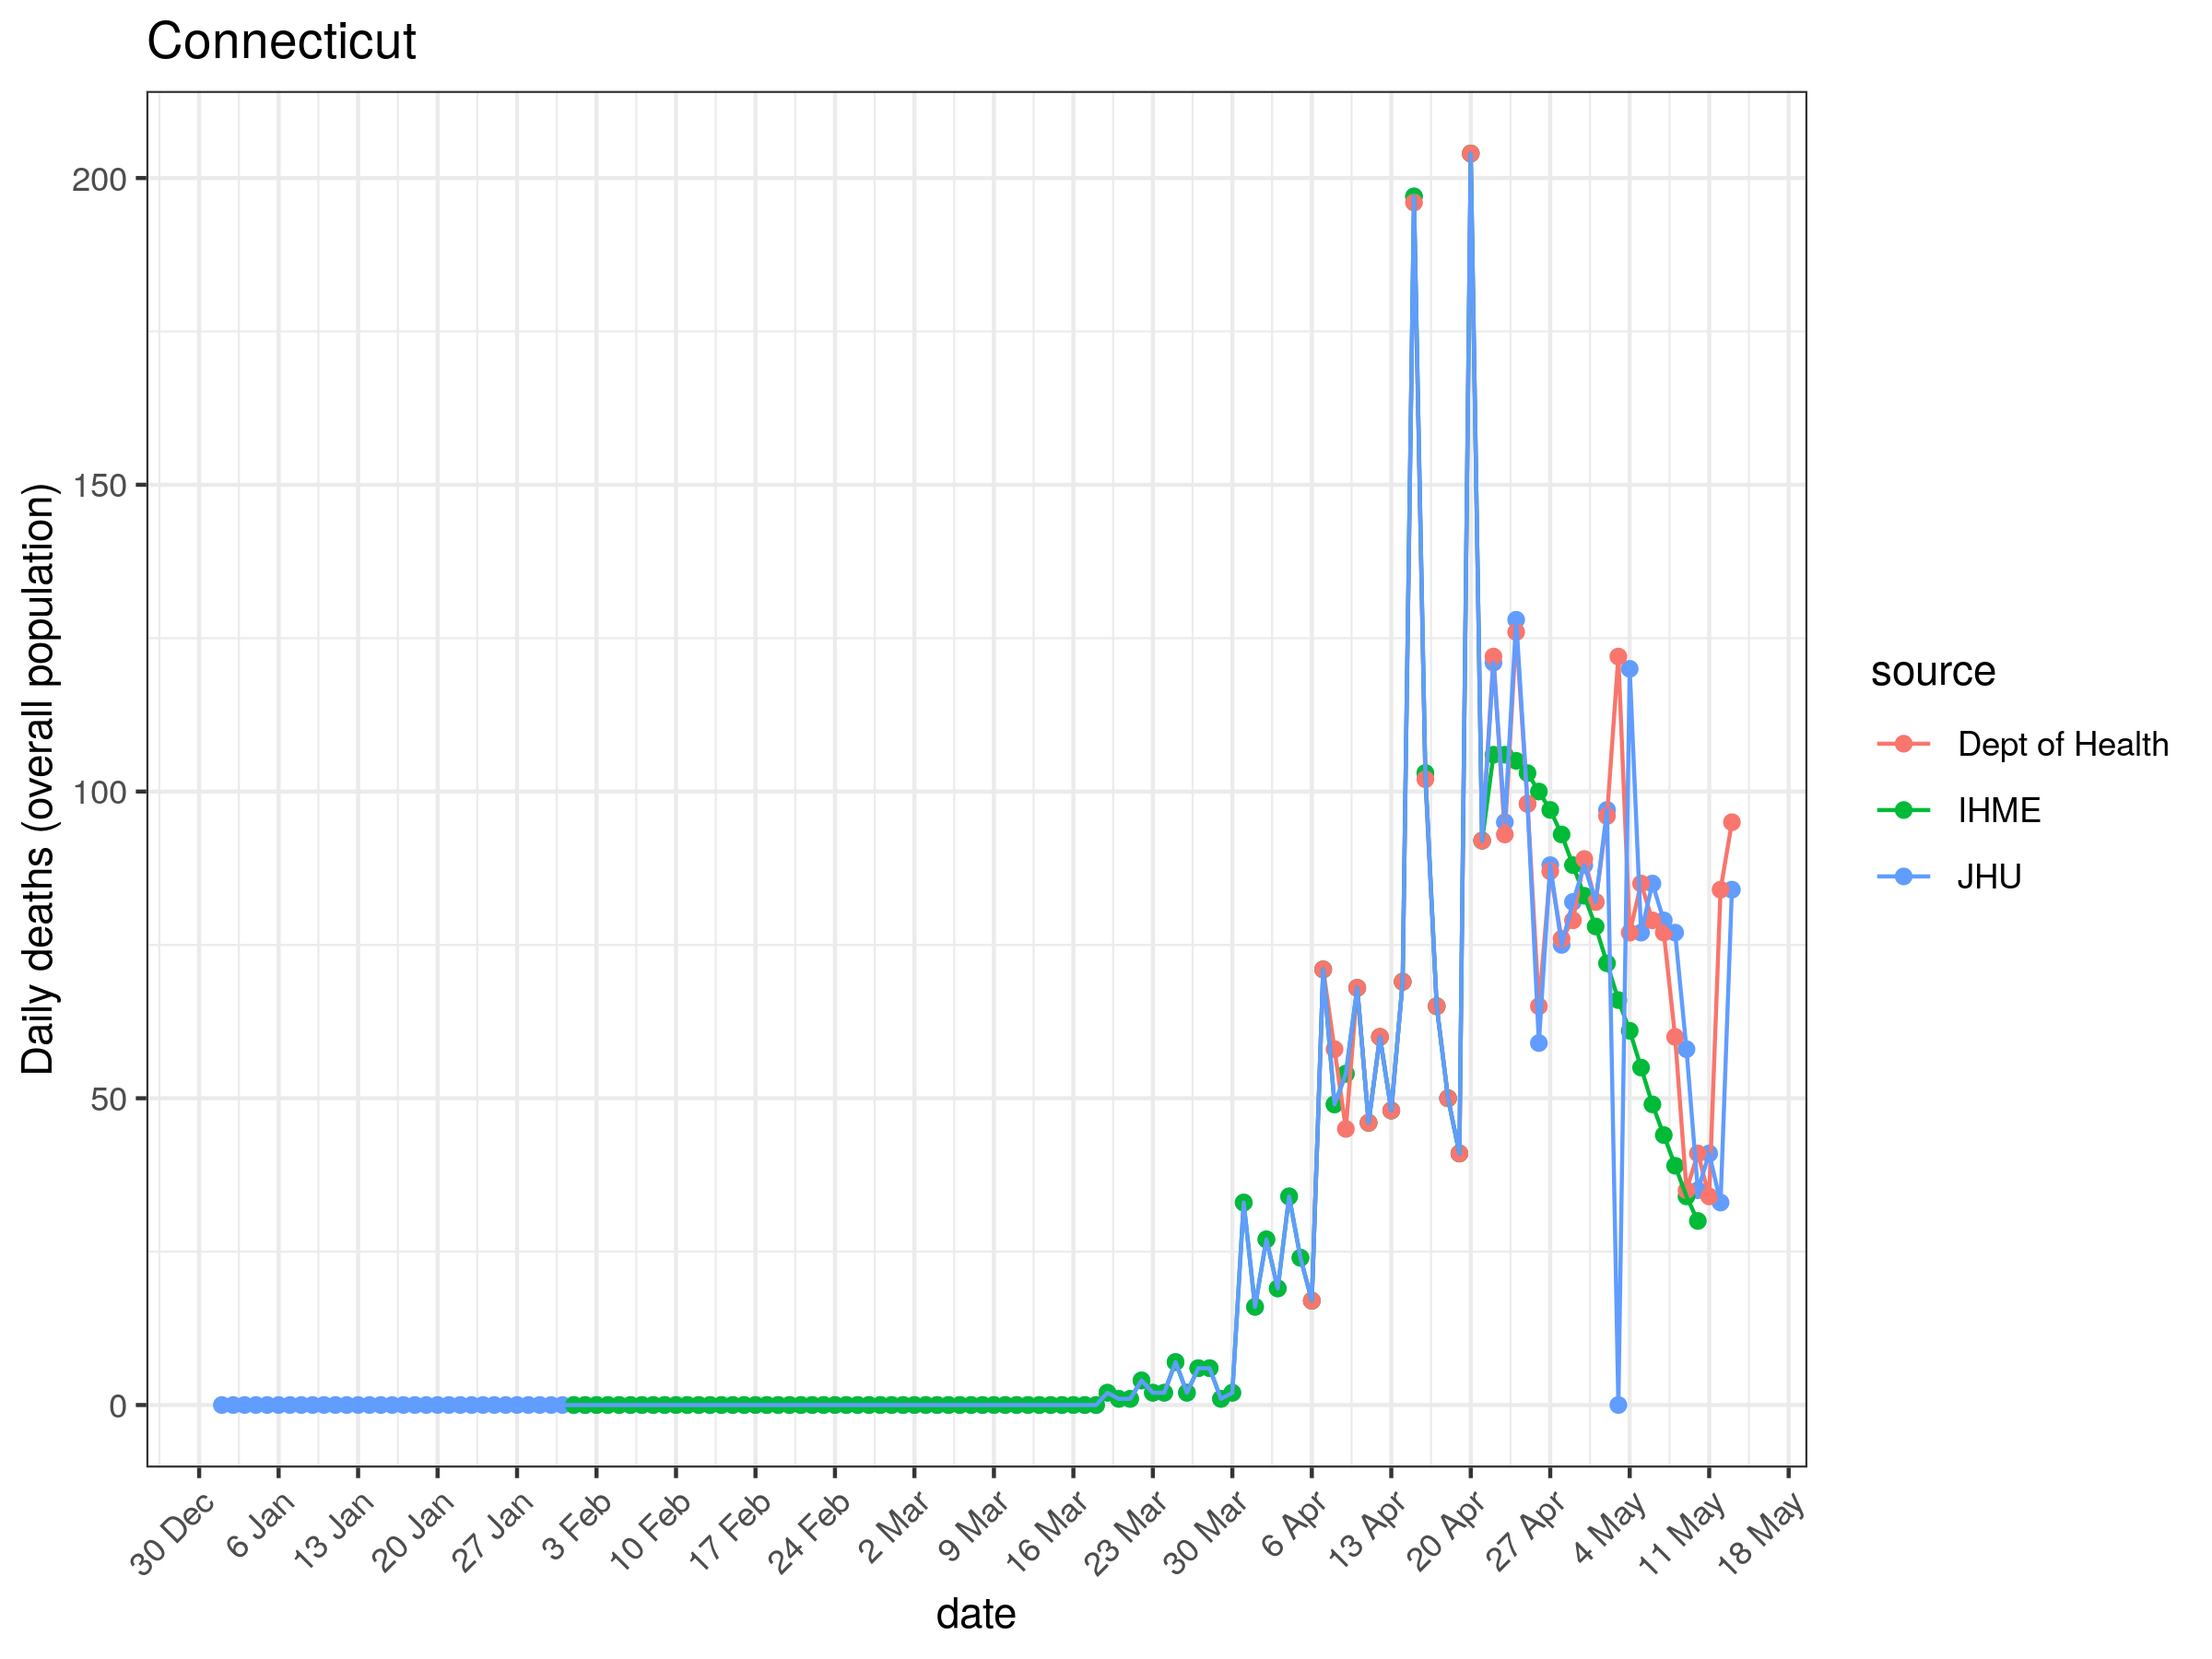 Connecticut
Daily deaths (overall population)
200
150
100
50
0
30 Dec
6 Jan
13 Jan
20 Jan
27 Jan
3 Feb
10 Feb
17 Feb
24 Feb
2 Mar
9 Mar
16 Mar
23 Mar
30 Mar
6 Apr
13 Apr
20 Apr
27 Apr
4 May
11 May
18 May
date
source
Dept of Health
IHME
JHU